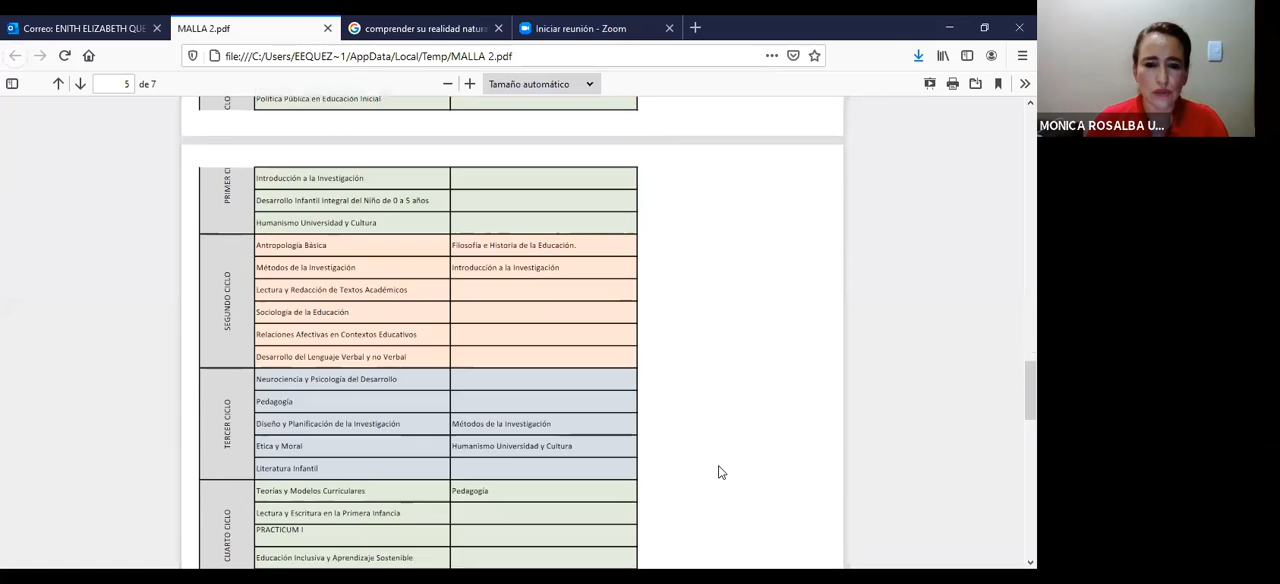 Correo: ENITH ELIZABETH QUE
MALLA 2.pdf
comprender su realidad natura
Iniciar reunión - Zoom
file:///C:/Users/EEQUEZ~1/AppData/Local/Temp/MALLA 2.pdf
5 de 7
Tamaño automático
MONICA ROSALBA U...
CLO
Política Pública en Educación Inicial
PRIMER CI
Introducción a la Investigación
Desarrollo Infantil Integral del Niño de 0 a 5 años
Humanismo Universidad y Cultura
SEGUNDO CICLO
Antropología Básica Filosofía e Historia de la Educación.
Métodos de la Investigación Introducción a la Investigación
Lectura y Redacción de Textos Académicos
Sociología de la Educación
Relaciones Afectivas en Contextos Educativos
Desarrollo del Lenguaje Verbal y no Verbal
TERCER CICLO
Neurociencia y Psicología del Desarrollo
Pedagogía
Diseño y Planificación de la Investigación Métodos de la Investigación
Etica y Moral Humanismo Universidad y Cultura
Literatura Infantil
CUARTO CICLO
Teorías y Modelos Curriculares Pedagogía
Lectura y Escritura en la Primera Infancia
PRACTICUM I
Educación Inclusiva y Aprendizaje Sostenible